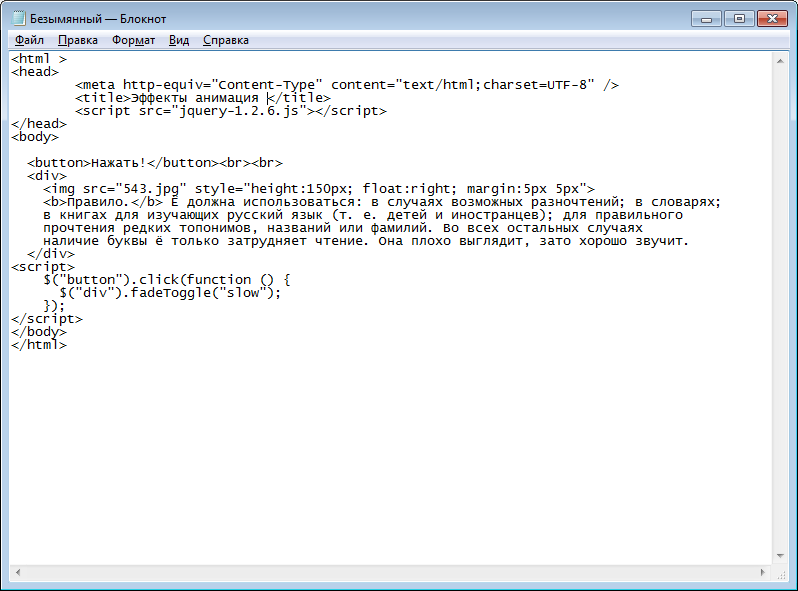 Безымянный — Блокнот
Файл Правка Формат Вид Справка
<html >
<head>
        <meta http-equiv="Content-Type" content="text/html;charset=UTF-8" />
        <title>Эффекты анимация </title>
        <script src="jquery-1.2.6.js"></script>
</head>
<body>

  <button>Нажать!</button><br><br>
  <div>
    <img src="543.jpg" style="height:150px; float:right; margin:5px 5px">
    <b>Правило.</b> Ё должна использоваться: в случаях возможных разночтений; в словарях;
    в книгах для изучающих русский язык (т. е. детей и иностранцев); для правильного
    прочтения редких топонимов, названий или фамилий. Во всех остальных случаях
    наличие буквы ё только затрудняет чтение. Она плохо выглядит, зато хорошо звучит.
  </div>
<script>
    $("button").click(function () {
      $("div").fadeToggle("slow");
    });
</script>
</body>
</html>